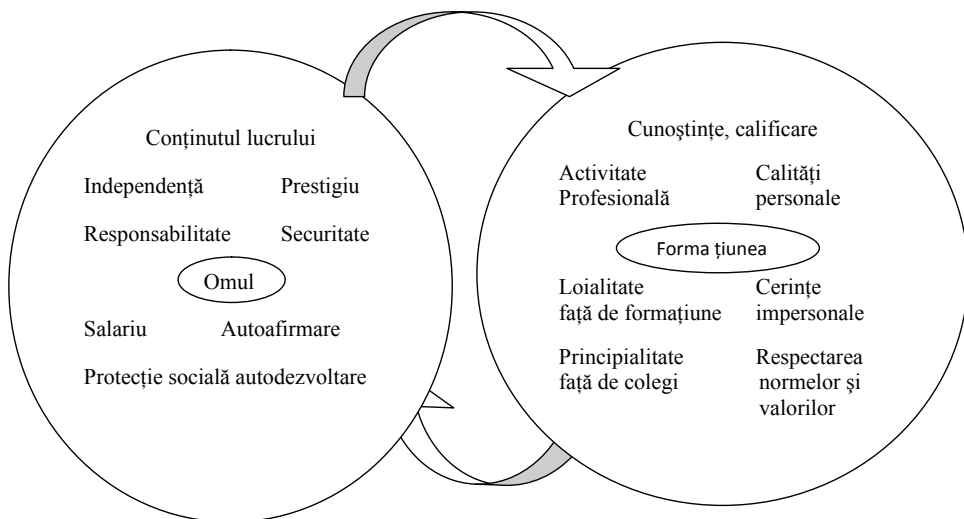 Conținutul lucrului
Independență Prestigiu
Responsabilitate Securitate
Omul
Salariu Autoafirmare
Protecție socială autodezvoltare
Cunoştințe, calificare
Activitate Calități
Profesională personale
Forma țiunea
Loialitate Cerințe
față de formațiune impersonale
Principialitate Respectarea
față de colegi normelor și
valorilor